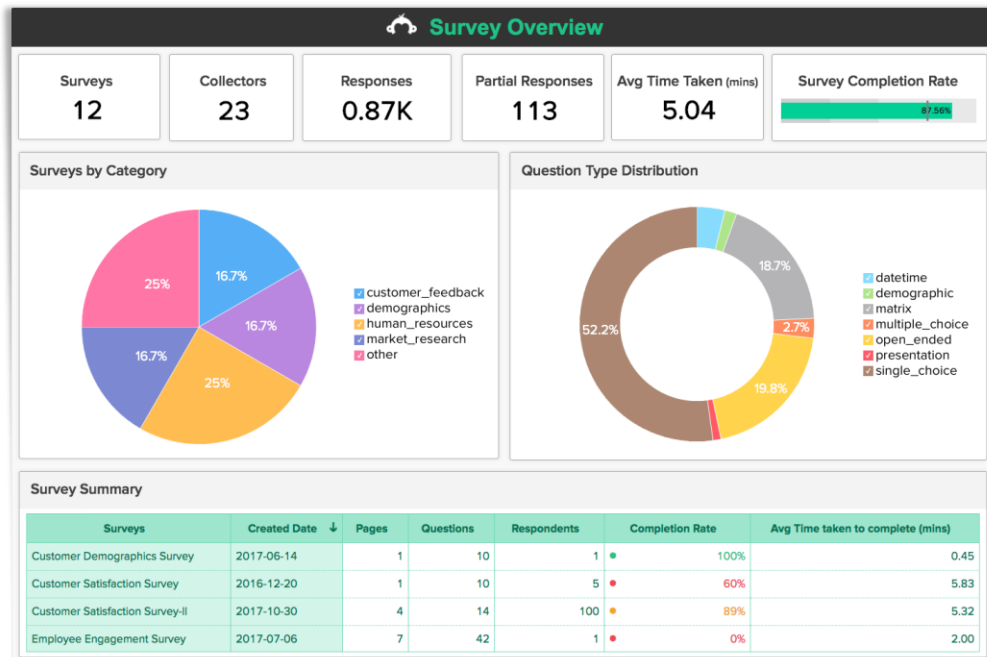 Survey Overview
Surveys
12
Collectors
23
Responses
0.87K
Partial Responses
113
Avg Time Taken (mins)
5.04
Survey Completion Rate
87.56%
Surveys by Category
25%
16.7%
16.7%
16.7%
25%
customer_feedback
demographics
human_resources
market_research
other
Question Type Distribution
18.7%
52.2%
2.7%
19.8%
datetime
demographic
matrix
multiple_choice
open_ended
presentation
single_choice
Survey Summary
Surveys Created Date ↓ Pages Questions Respondents Completion Rate Avg Time taken to complete (mins)
Customer Demographics Survey 2017-06-14 1 10 1 100% 0.45
Customer Satisfaction Survey 2016-12-20 1 10 5 60% 5.83
Customer Satisfaction Survey-II 2017-10-30 4 14 100 89% 5.32
Employee Engagement Survey 2017-07-06 7 42 1 0% 2.00